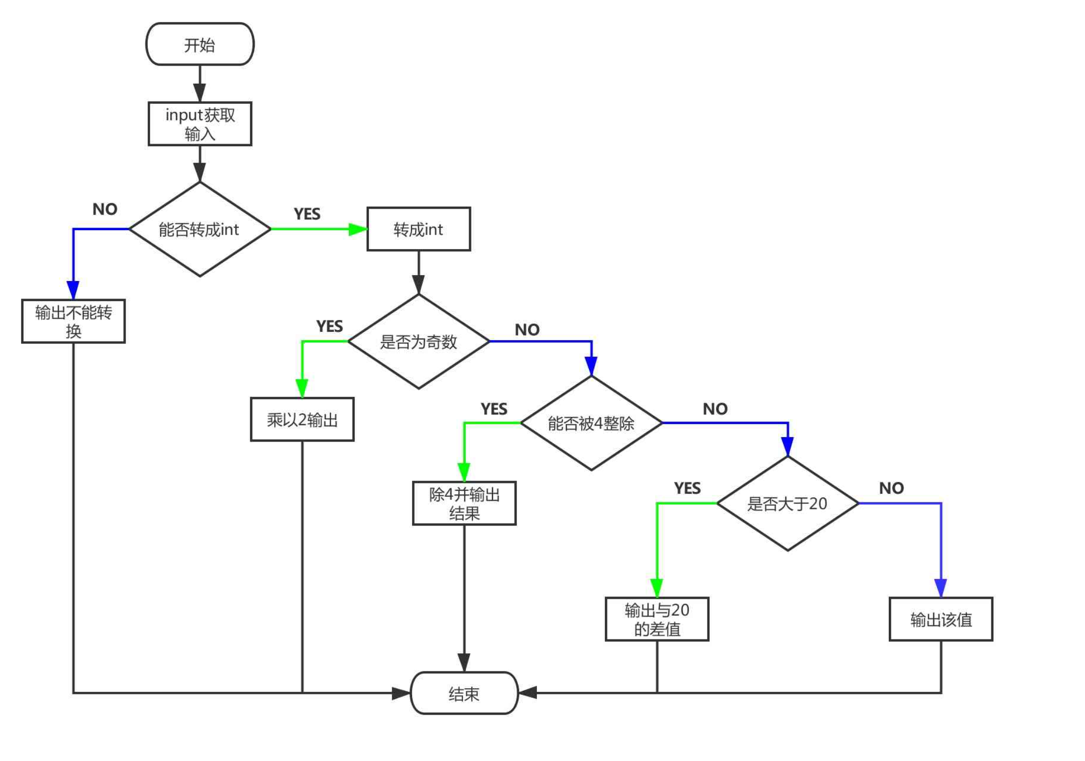 开始
input获取
输入
NO
能否转成int
YES
转成int
输出不能转
换
YES
是否为奇数
NO
乘以2输出
YES
能否被4整除
NO
除4并输出
结果
YES
是否大于20
NO
输出与20
的差值
输出该值
结束